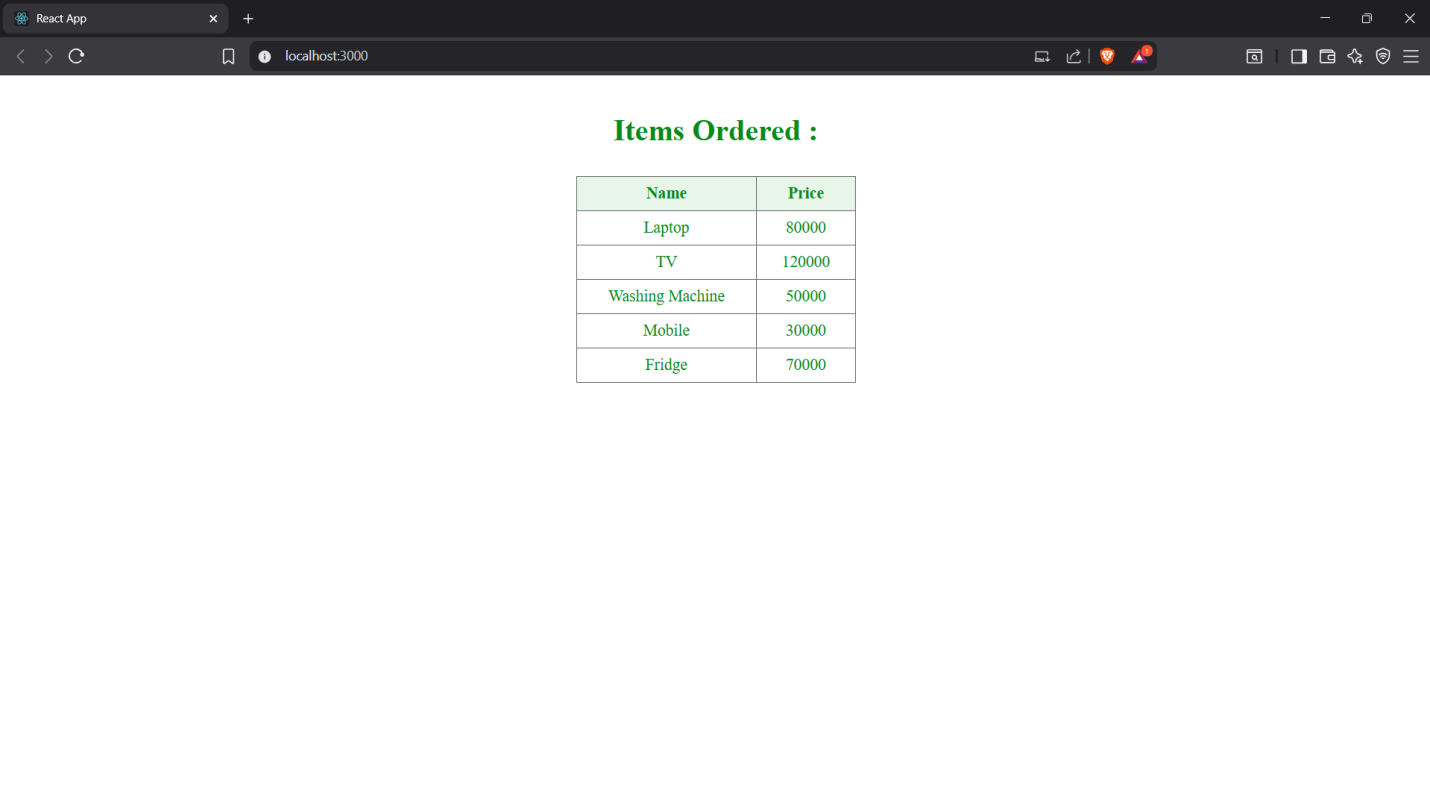 React App
localhost:3000
1
Items Ordered :
Name Price
Laptop 80000
TV 120000
Washing Machine 50000
Mobile 30000
Fridge 70000